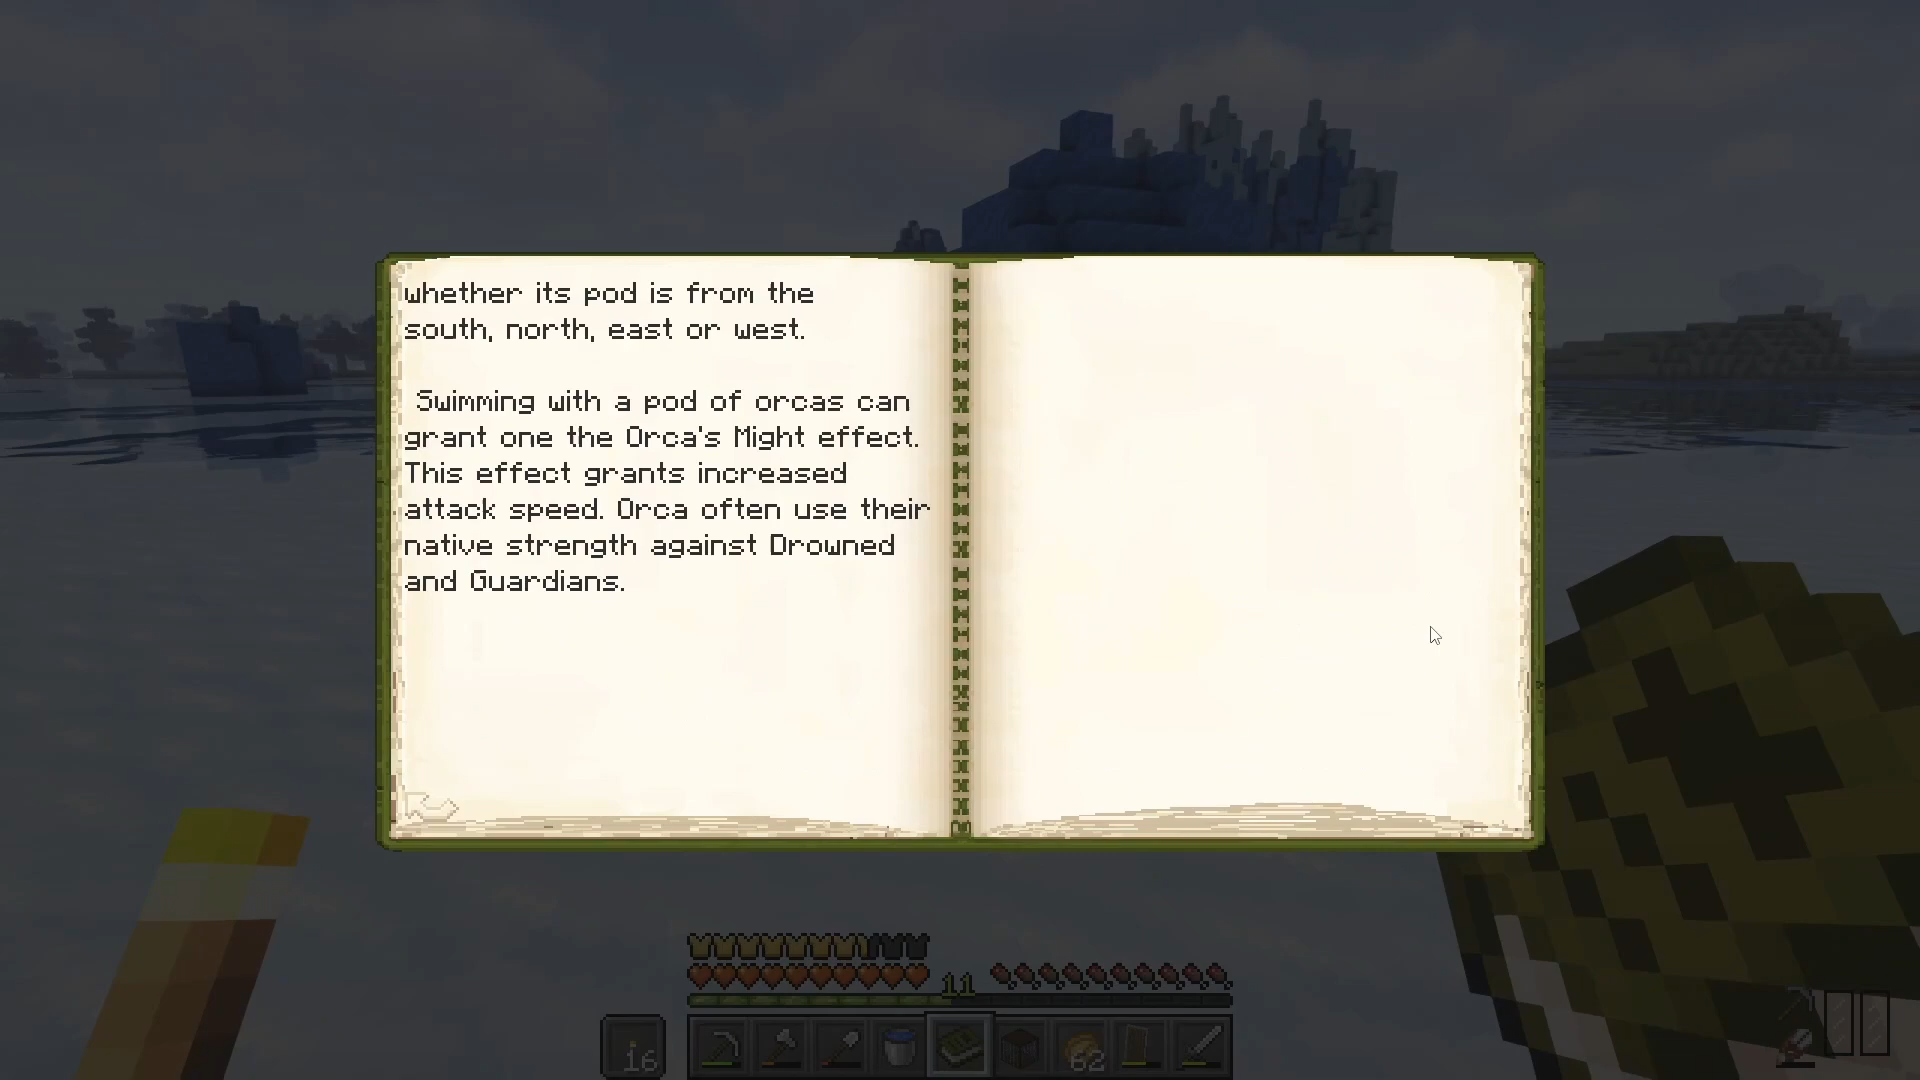 whether its pod is from the
south, north, east or west.
Swimming with a pod of orcas can
grant one the Orca's Might effect.
This effect grants increased
attack speed. Orca often use their
native strength against Drowned
and Guardians.
11
16
62